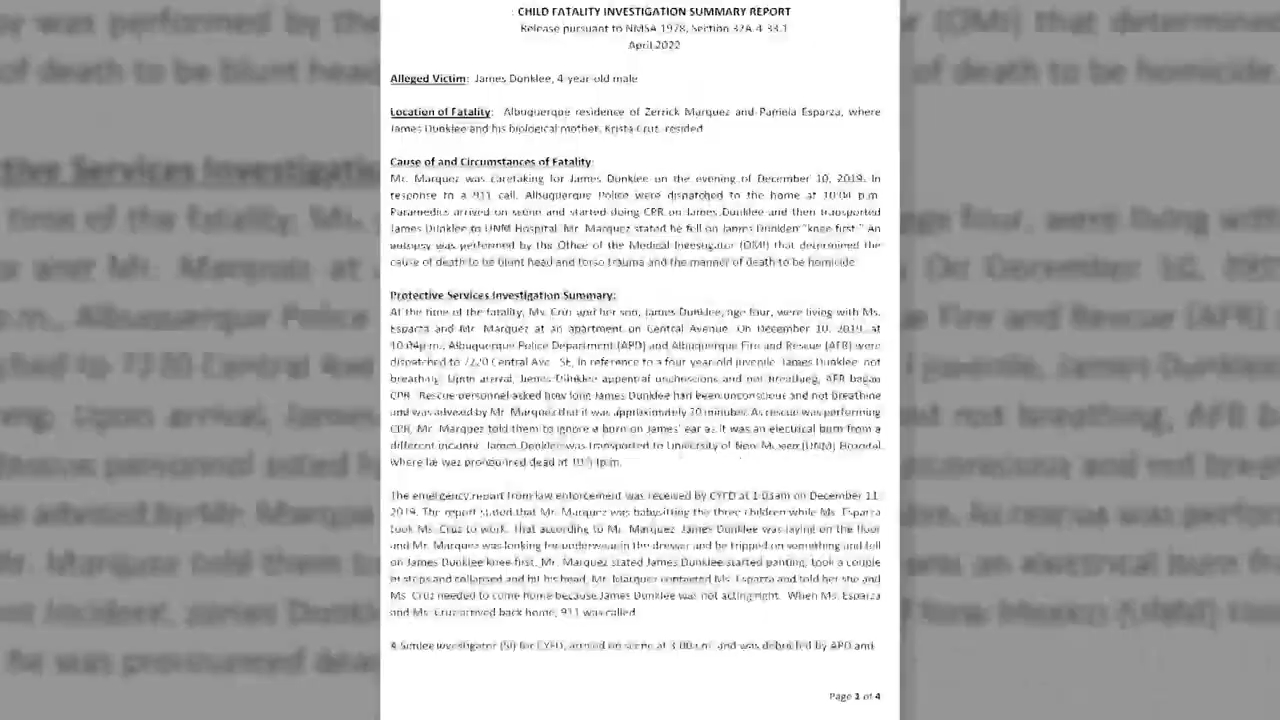 CHILD FATALITY INVESTIGATION SUMMARY REPORT
Release pursuant to NMSA 1978, Section 32A-4-33.1
April 2022
Alleged Victim: James Dunklee, 4-year-old male
Location of Fatality: Albuquerque residence of Zerrick Marquez and Pamela Esparza, where
James Dunklee and his biological mother, Krista Cruz, resided
Cause of and Circumstances of Fatality:
Mr. Marquez was caretaking for James Dunklee on the evening of December 10, 2019. In
response to a 911 call, Albuquerque Police were dispatched to the home at 10:04 p.m.
Paramedics arrived on scene and started doing CPR on James Dunklee and then transported
James Dunklee to UNM Hospital. Mr. Marquez stated he fell on James Dunklee "knee first." An
autopsy was performed by the Office of the Medical Investigator (OMI) that determined the
cause of death to be blunt head and torso trauma and the manner of death to be homicide
Protective Services Investigation Summary:
At the time of the fatality, Ms. Cruz and her son, James Dunklee, age four, were living with Ms.
Esparza and Mr. Marquez at an apartment on Central Avenue. On December 10, 2019, at
10:04p.m., Albuquerque Police Department (APD) and Albuquerque Fire and Rescue (AFR) were
dispatched to 7220 Central Ave. SE, in reference to a four year old juvenile, James Dunklee, not
breathing. Upon arrival, James Dunklee appeared unconscious and not breathing, AFR began
CPR. Rescue personnel asked how long James Dunklee had been unconscious and not breathing
and was advised by Mr. Marquez that it was approximately minutes. As rescue was performing
CPR, Mr. Marquez told them to ignore a burn on James' ear as it was an electrical burn from a
different incident. James Dunklee was transported to University of New Mexico (UNM) Hospital
where he was pronounced dead at
The emergency report from law enforcement was received by CYFD at 1:03am on December 11,
2019. The report stated that Mr. Marquez was babysitting the three children while Ms. Esparza
took Ms. Cruz to work. That according to Mr. Marquez, James Dunklee was laying on the floor
and Mr. Marquez was looking for underwear in the drawer and he tripped on something and fell
on James Dunklee knee first. Mr. Marquez stated James Dunklee started panting, took a couple
of steps and collapsed and hit his head. Mr. Marquez contacted Ms. Esparza and told her she and
Ms. Cruz needed to come home because James Dunklee was not acting right. When Ms. Esparza
and Ms. Cruz arrived back home, 911 was called.
investigator (SI) for CYFD, arrived on scene at 3:00 and was debriefed by APD and
Page 1 of 4